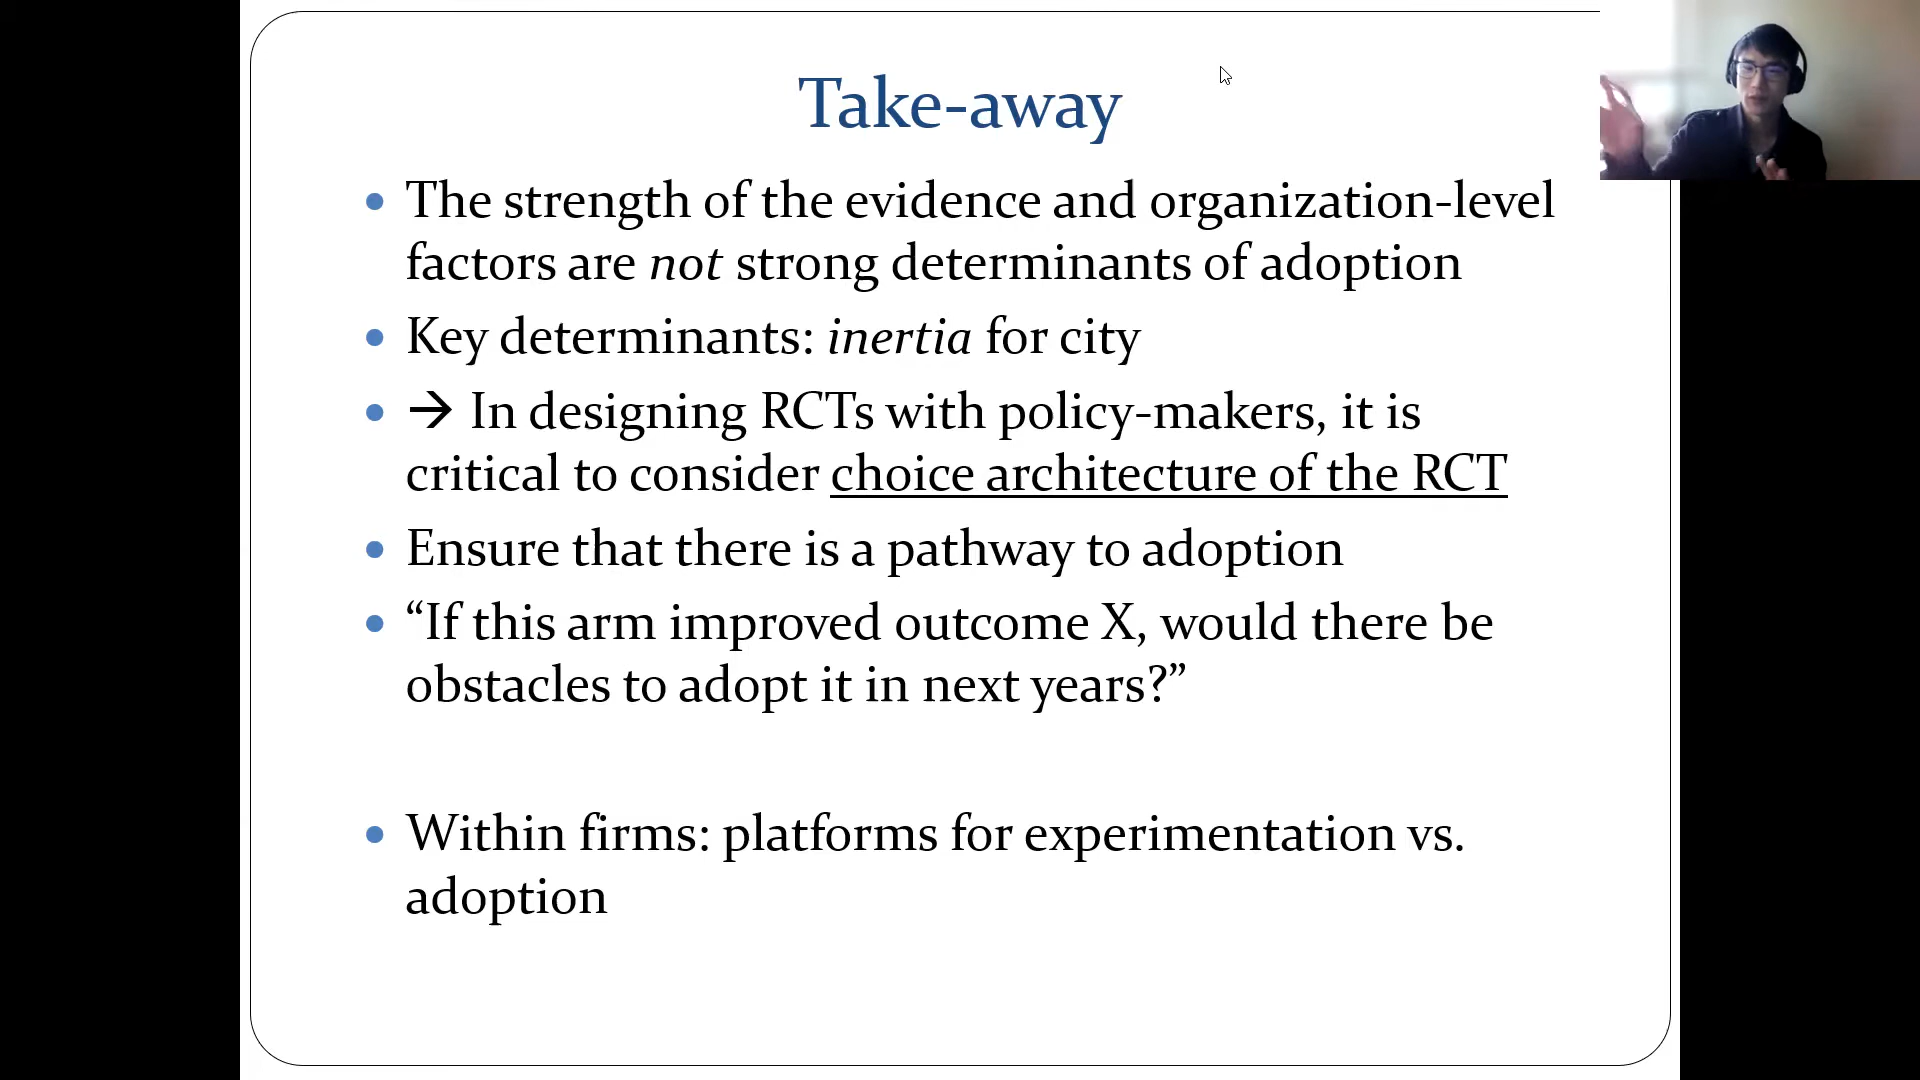 Take-away
• The strength of the evidence and organization-level
factors are not strong determinants of adoption
• Key determinants: inertia for city
• → In designing RCTs with policy-makers, it is
critical to consider choice architecture of the RCT
• Ensure that there is a pathway to adoption
• “If this arm improved outcome X, would there be
obstacles to adopt it in next years?”
• Within firms: platforms for experimentation vs.
adoption